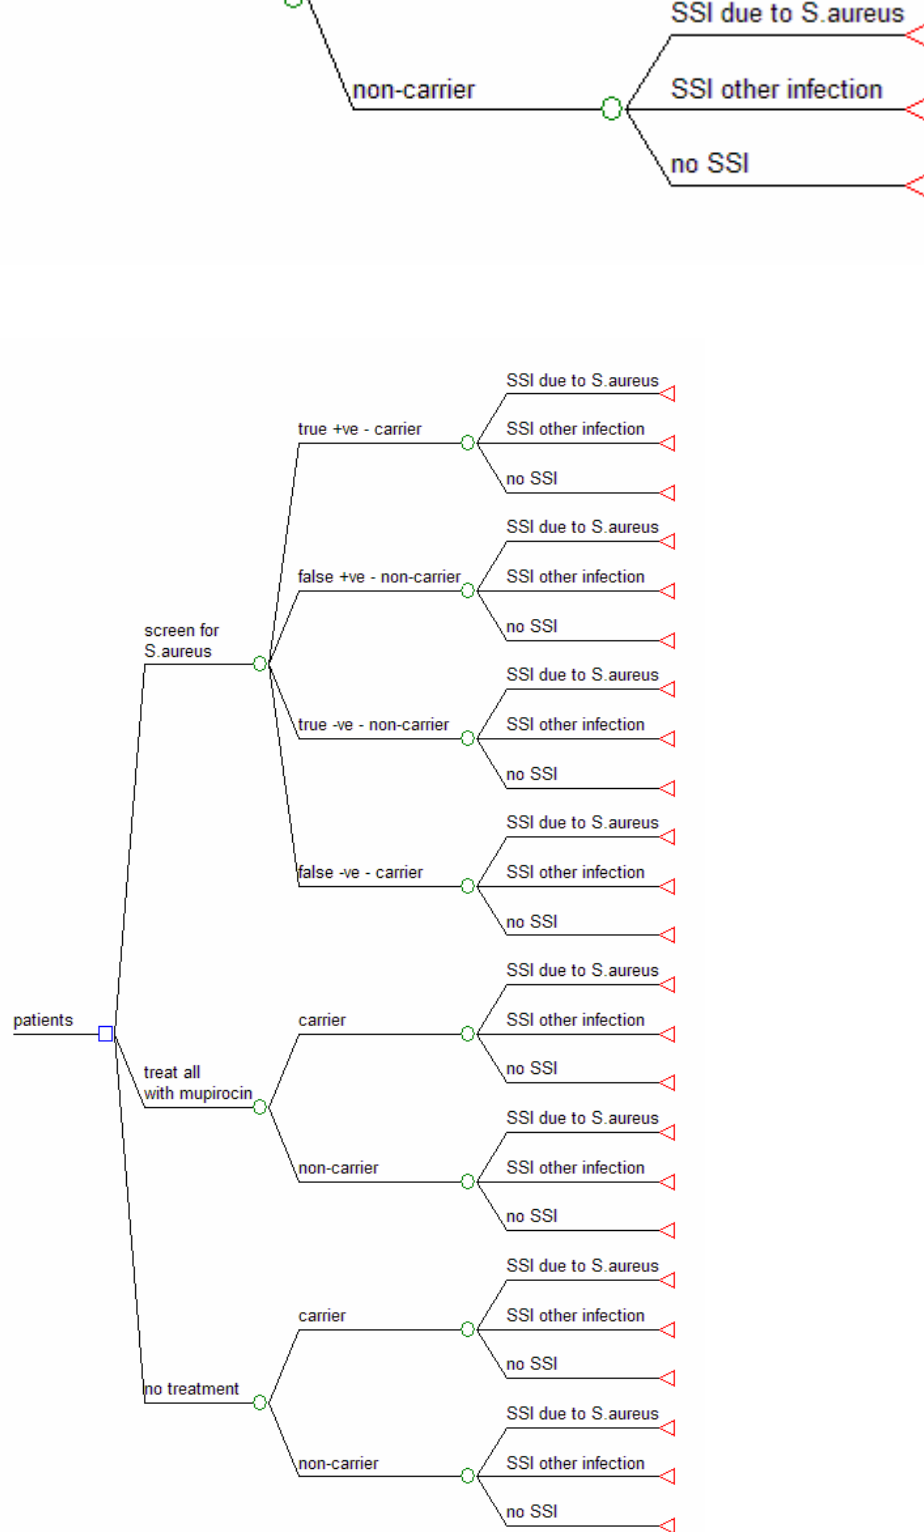 SSI due to S.aureus
non-carrier
SSI other infection
no SSI
SSI due to S.aureus
true +ve - carrier
SSI other infection
no SSI
SSI due to S.aureus
false +ve - non-carrier
SSI other infection
no SSI
screen for
S.aureus
SSI due to S.aureus
true -ve - non-carrier
SSI other infection
no SSI
SSI due to S.aureus
false -ve - carrier
SSI other infection
no SSI
patients
SSI due to S.aureus
carrier
SSI other infection
no SSI
treat all
with mupirocin
SSI due to S.aureus
non-carrier
SSI other infection
no SSI
SSI due to S.aureus
carrier
SSI other infection
no SSI
no treatment
SSI due to S.aureus
non-carrier
SSI other infection
no SSI